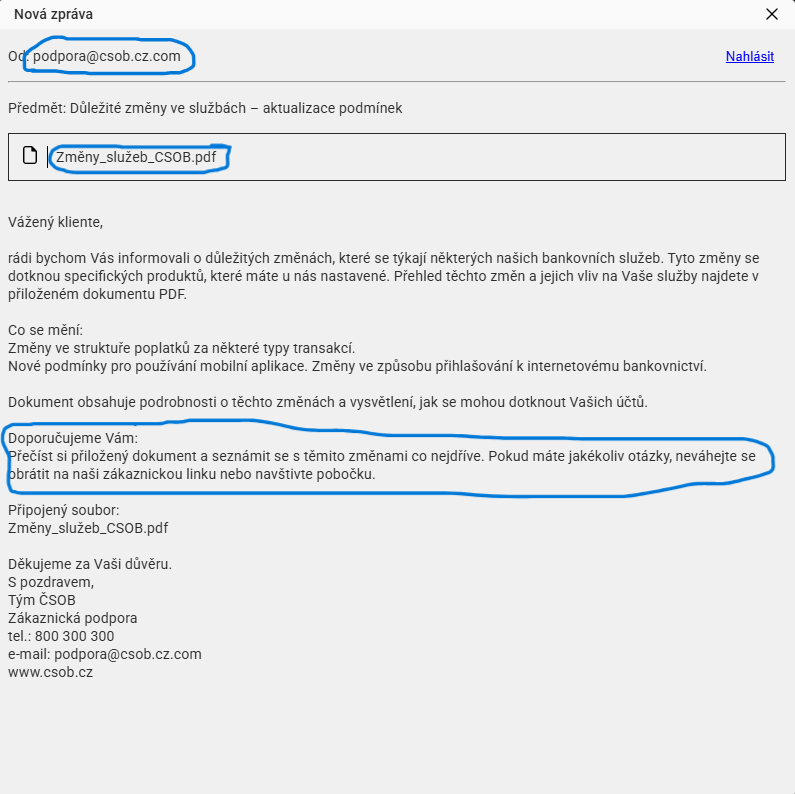 Nová zpráva
Od: podpora@csob.cz.com
Nahlásit
Předmět: Důležité změny ve službách – aktualizace podmínek
Změny_služeb_CSOB.pdf
Vážený kliente,
rádi bychom Vás informovali o důležitých změnách, které se týkají některých našich bankovních služeb. Tyto změny se
dotknou specifických produktů, které máte u nás nastavené. Přehled těchto změn a jejich vliv na Vaše služby najdete v
přiloženém dokumentu PDF.
Co se mění:
Změny ve struktuře poplatků za některé typy transakcí.
Nové podmínky pro používání mobilní aplikace. Změny ve způsobu přihlašování k internetovému bankovnictví.
Dokument obsahuje podrobnosti o těchto změnách a vysvětlení, jak se mohou dotknout Vašich účtů.
Doporučujeme Vám:
Přečíst si přiložený dokument a seznámit se s těmito změnami co nejdříve. Pokud máte jakékoliv otázky, neváhejte se
obrátit na naši zákaznickou linku nebo navštivte pobočku.
Připojený soubor:
Změny_služeb_CSOB.pdf
Děkujeme za Vaši důvěru.
S pozdravem,
Tým ČSOB
Zákaznická podpora
tel.: 800 300 300
e-mail: podpora@csob.cz.com
www.csob.cz